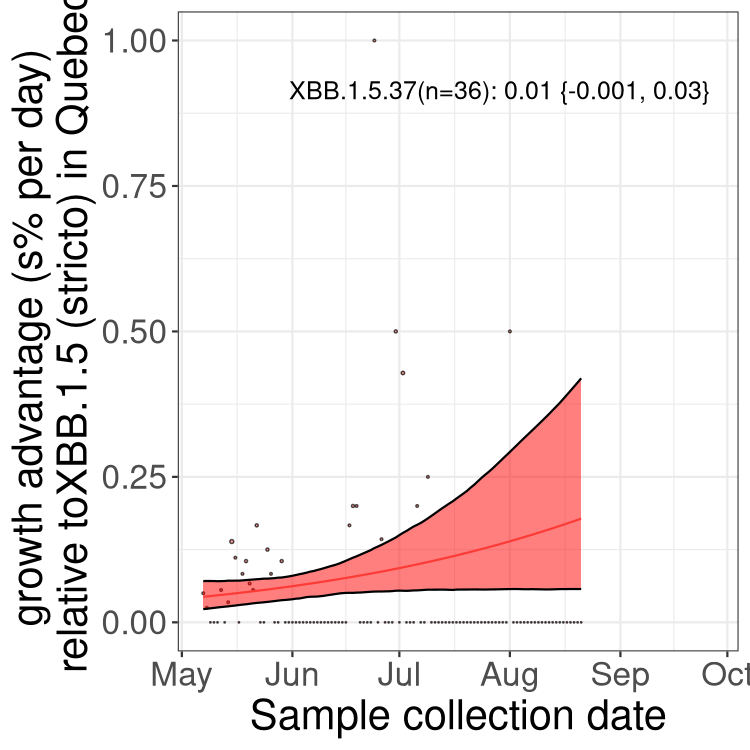 growth advantage (s% per day)
relative toXBB.1.5 (stricto) in Quebec
1.00
0.75
0.50
0.25
0.00
XBB.1.5.37(n=36): 0.01 {-0.001, 0.03}
May Jun Jul Aug Sep Oct
Sample collection date